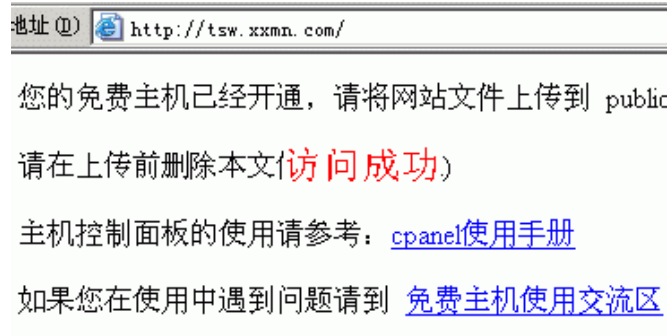 地址(D) http://tsw.xxmn.com/
您的免费主机已经开通，请将网站文件上传到 public
请在上传前删除本文 访问成功)
主机控制面板的使用请参考：cpanel使用手册
如果您在使用中遇到问题请到 免费主机使用交流区